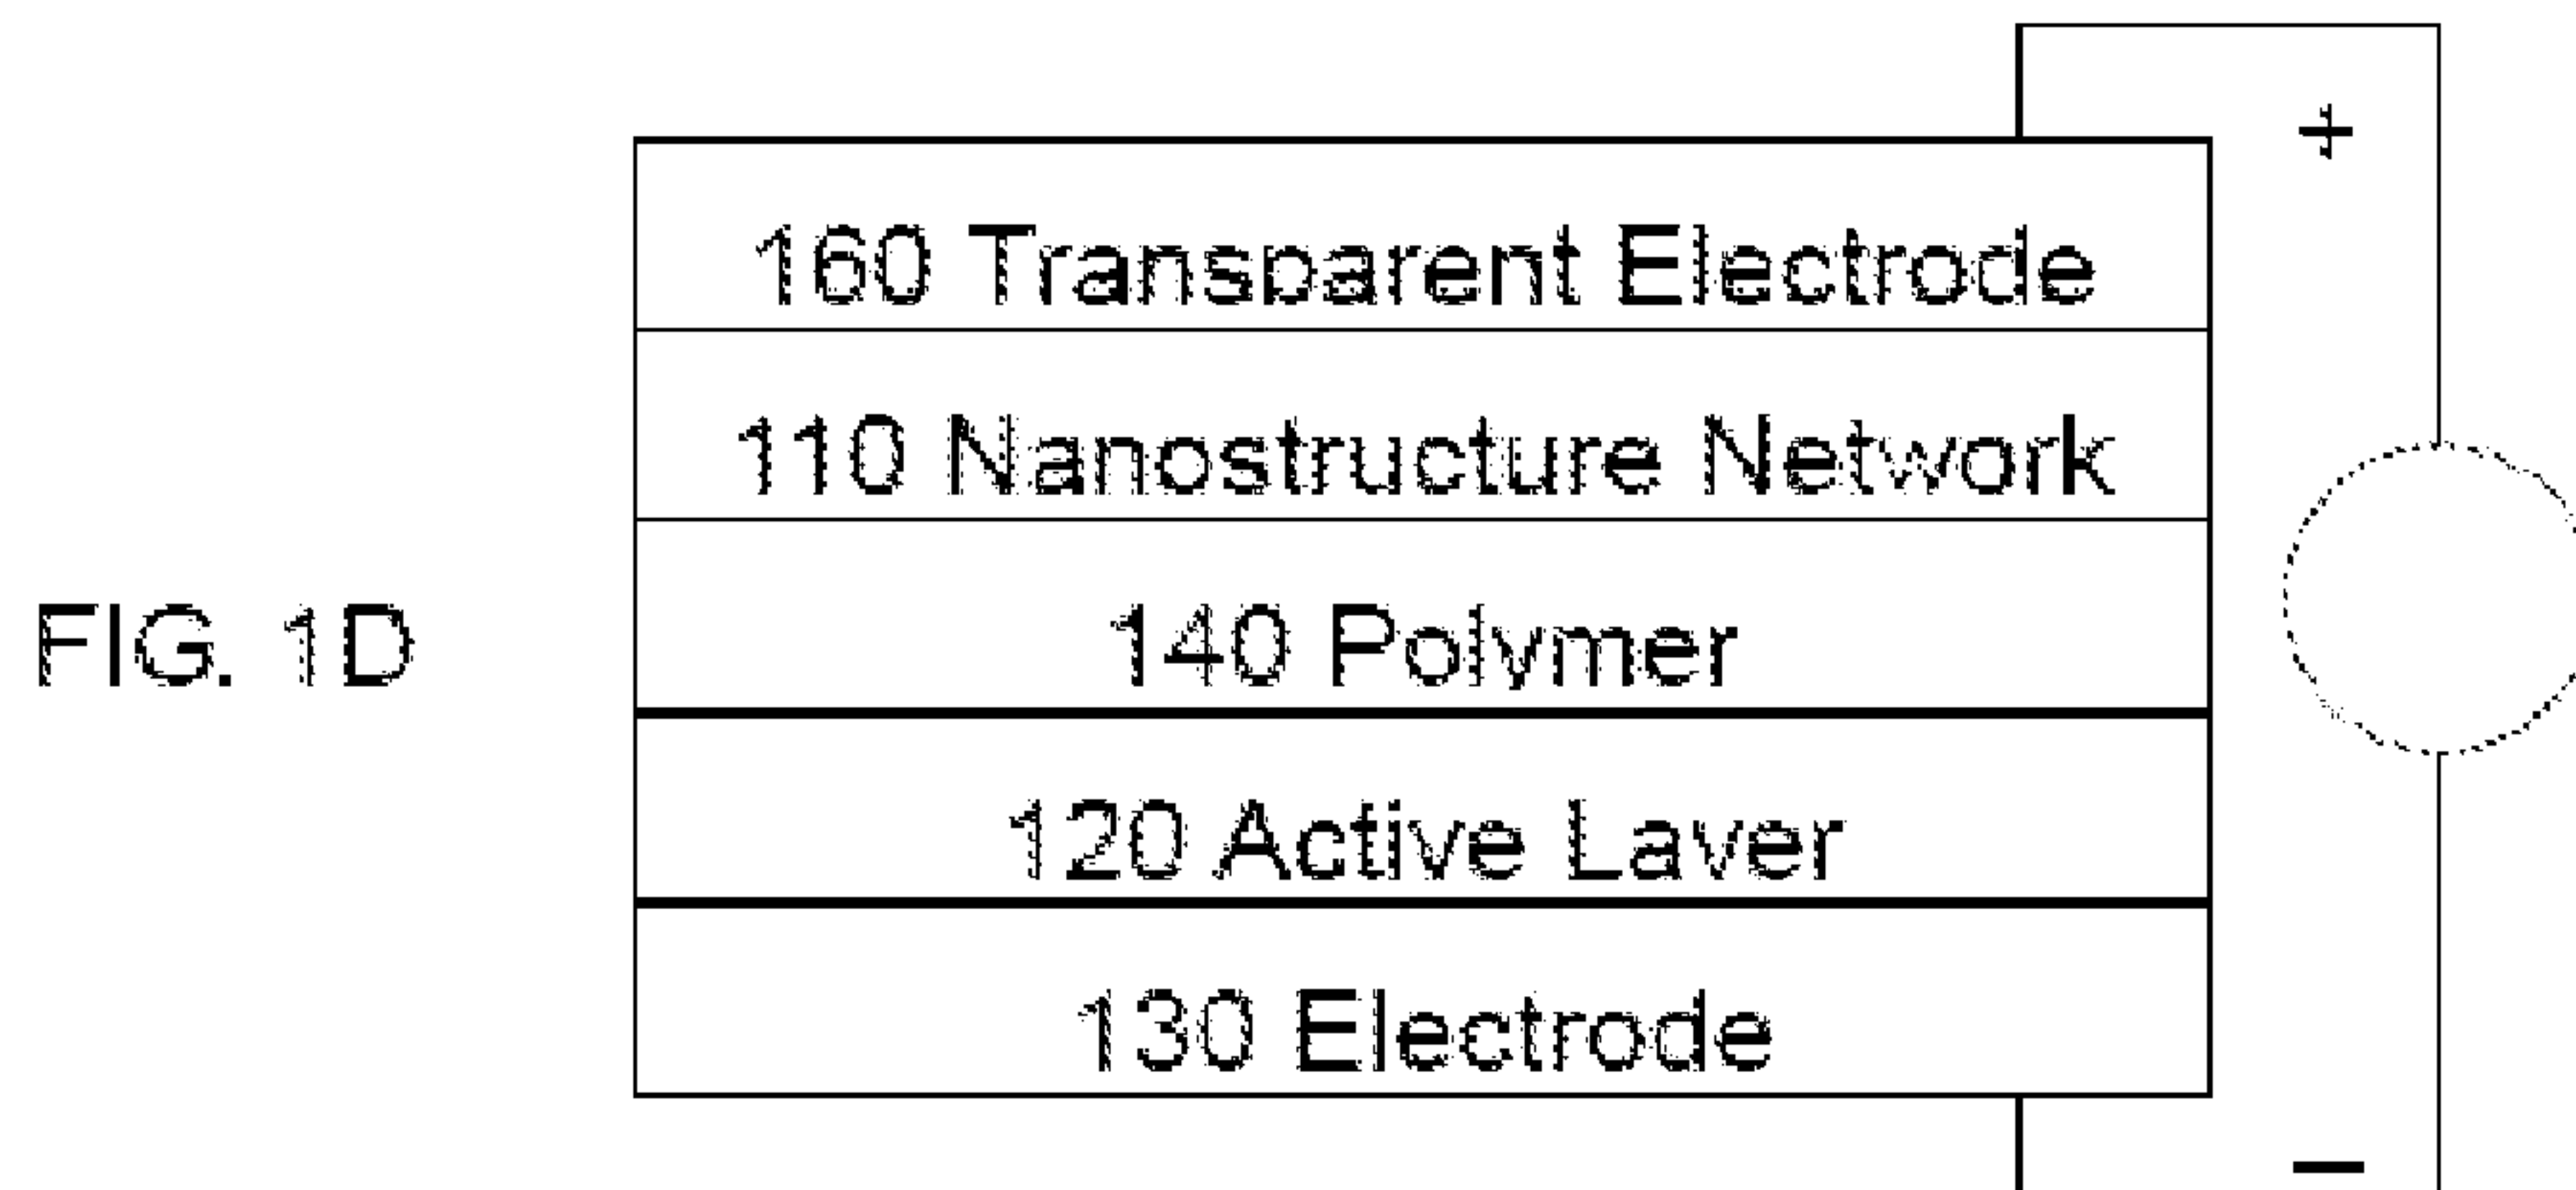 +
160 Transparent Electrode
110 Nanostructure Network
FIG. 1D
140 Polymer
120 Active Layer
130 Electrode
−